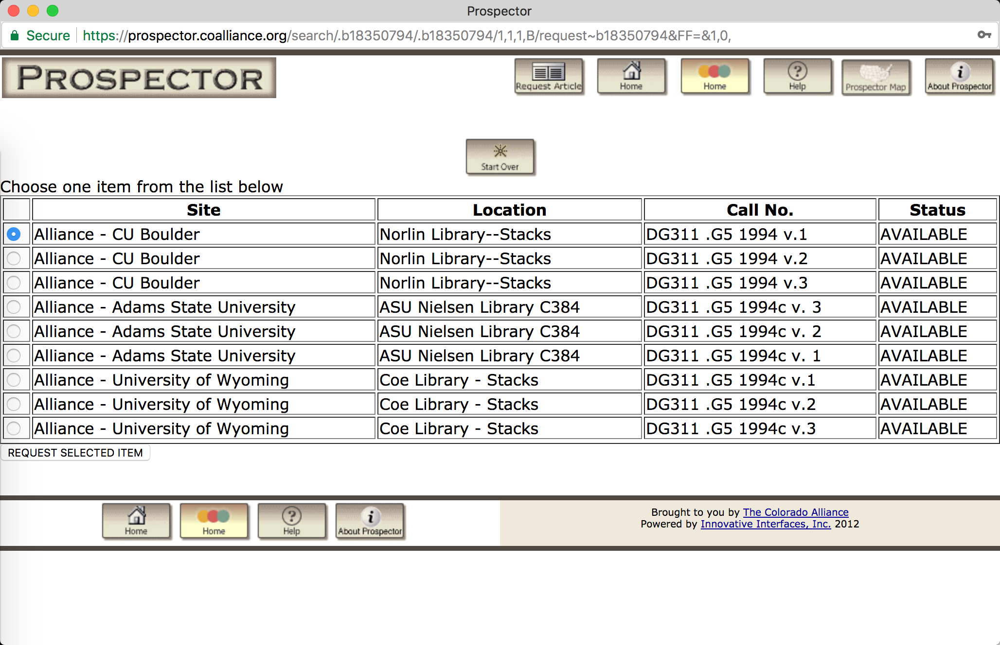 Prospector
Secure https://prospector.coalliance.org/search/.b18350794/.b18350794/1,1,1,B/request~b18350794&FF=&1,0,
PROSPECTOR
Request Article Home Home Help Prospector Map About Prospector
Start Over
Choose one item from the list below
Site Location Call No. Status
Alliance - CU Boulder Norlin Library--Stacks DG311 .G5 1994 v.1 AVAILABLE
Alliance - CU Boulder Norlin Library--Stacks DG311 .G5 1994 v.2 AVAILABLE
Alliance - CU Boulder Norlin Library--Stacks DG311 .G5 1994 v.3 AVAILABLE
Alliance - Adams State University ASU Nielsen Library C384 DG311 .G5 1994c v. 3 AVAILABLE
Alliance - Adams State University ASU Nielsen Library C384 DG311 .G5 1994c v. 2 AVAILABLE
Alliance - Adams State University ASU Nielsen Library C384 DG311 .G5 1994c v. 1 AVAILABLE
Alliance - University of Wyoming Coe Library - Stacks DG311 .G5 1994c v.1 AVAILABLE
Alliance - University of Wyoming Coe Library - Stacks DG311 .G5 1994c v.2 AVAILABLE
Alliance - University of Wyoming Coe Library - Stacks DG311 .G5 1994c v.3 AVAILABLE
REQUEST SELECTED ITEM
Home Home Help About Prospector
Brought to you by The Colorado Alliance
Powered by Innovative Interfaces, Inc. 2012